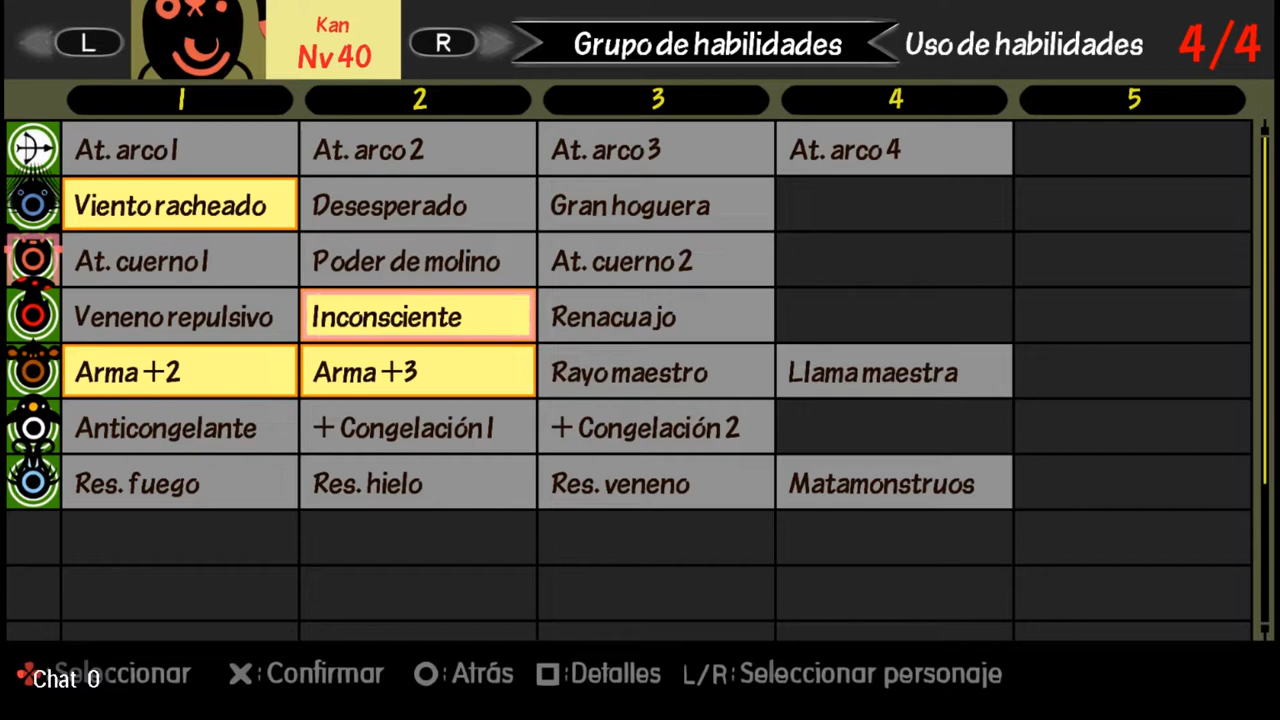 L
Kan
Nv 40
R
Grupo de habilidades
Uso de habilidades
4/4
1 2 3 4 5
At. arco 1 At. arco 2 At. arco 3 At. arco 4
Viento racheado Desesperado Gran hoguera
At. cuerno 1 Poder de molino At. cuerno 2
Veneno repulsivo Inconsciente Renacuajo
Arma +2 Arma +3 Rayo maestro Llama maestra
Anticongelante + Congelación 1 + Congelación 2
Res. fuego Res. hielo Res. veneno Matamonstruos
: Seleccionar : Confirmar : Atrás : Detalles L/R: Seleccionar personaje
Chat 0